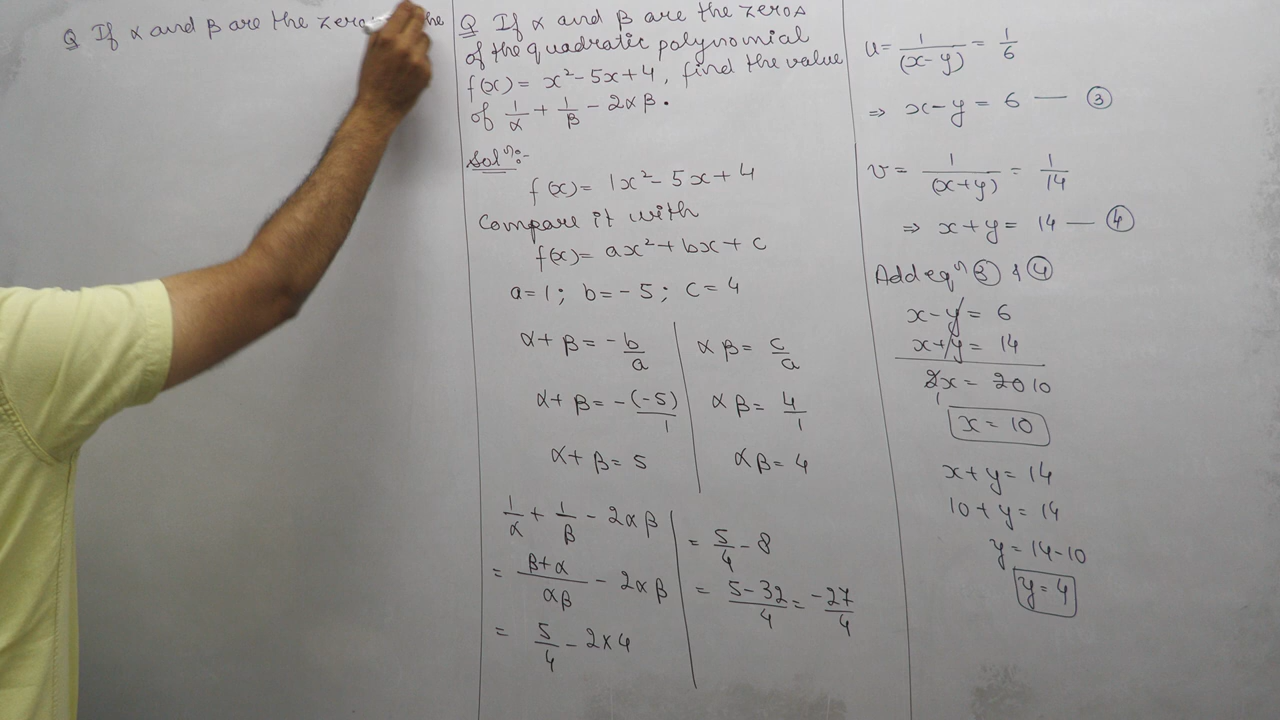 Q If α and β are the zero he
Q If α and β are the zeros
of the quadratic polynomial
f(x) = x² - 5x + 4, find the value
of 1/α + 1/β - 2αβ.
Solⁿ:-
f(x) = 1x² - 5x + 4
Compare it with
f(x) = ax² + bx + c
a = 1; b = -5; c = 4
α + β = -b/a
α + β = -(-5)/1
α + β = 5
αβ = c/a
αβ = 4/1
αβ = 4
1/α + 1/β - 2αβ
= β+α/αβ - 2αβ
= 5/4 - 2×4
= 5/4 - 8
= 5-32/4 = -27/4
u = 1/(x-y) = 1/6
⇒ x - y = 6 — ③
v = 1/(x+y) = 1/14
⇒ x + y = 14 — ④
Add eqⁿ ③ & ④
x - y = 6
x + y = 14
2x = 20 10
1
x = 10
x + y = 14
10 + y = 14
y = 14 - 10
y = 4